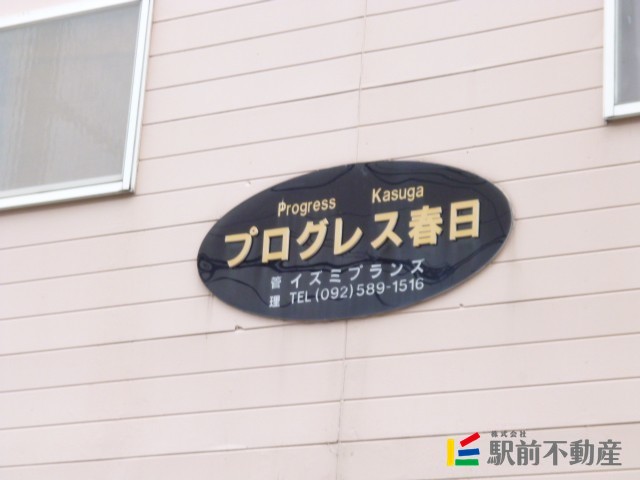 Progress Kasuga
プログレス春日
管理 イズミプランズ
TEL(092)589-1516
株式会社
駅前不動産